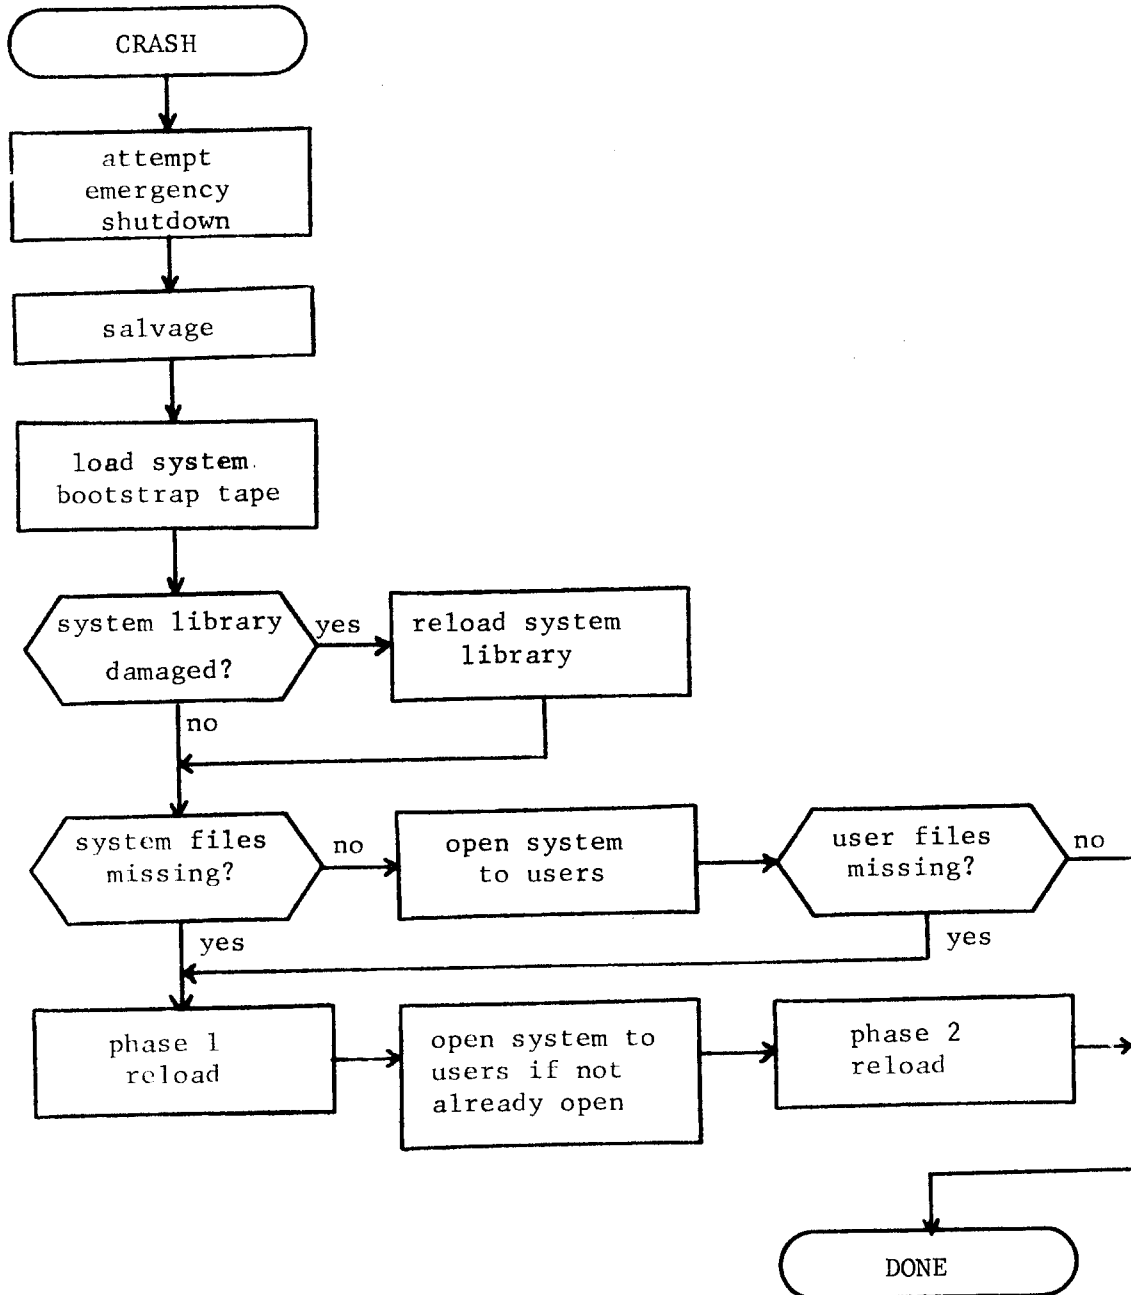 CRASH
attempt
emergency
shutdown
salvage
load system
bootstrap tape
system library
damaged?
yes
reload system
library
no
system files
missing?
no
open system
to users
user files
missing?
no
yes
yes
phase 1
reload
open system to
users if not
already open
phase 2
reload
DONE